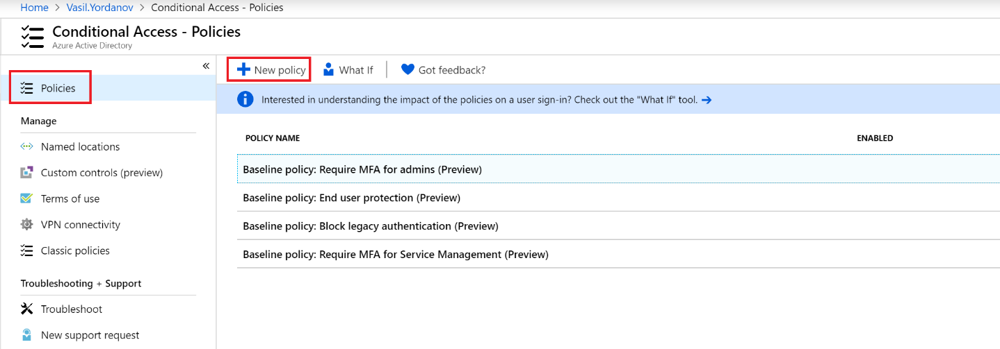 Home > Vasil.Yordanov > Conditional Access - Policies
Conditional Access - Policies
Azure Active Directory
«
Policies
Manage
Named locations
Custom controls (preview)
Terms of use
VPN connectivity
Classic policies
Troubleshooting + Support
Troubleshoot
New support request
New policy What If Got feedback?
Interested in understanding the impact of the policies on a user sign-in? Check out the "What If" tool. →
POLICY NAME ENABLED
Baseline policy: Require MFA for admins (Preview)
Baseline policy: End user protection (Preview)
Baseline policy: Block legacy authentication (Preview)
Baseline policy: Require MFA for Service Management (Preview)